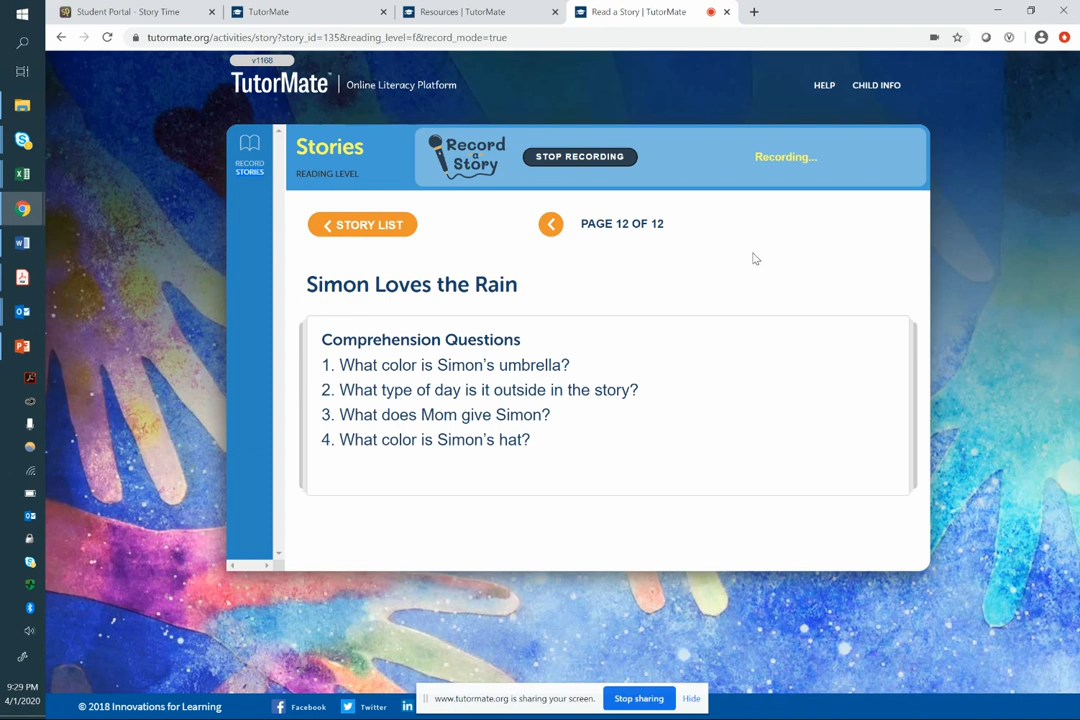 Student Portal - Story Time
TutorMate
Resources | TutorMate
Read a Story | TutorMate
tutormate.org/activities/story?story_id=135&reading_level=f&record_mode=true
v1168
TutorMate™ | Online Literacy Platform
HELP
CHILD INFO
RECORD
STORIES
Stories
READING LEVEL
Record
a
Story
STOP RECORDING
Recording...
STORY LIST
PAGE 12 OF 12
Simon Loves the Rain
Comprehension Questions
1. What color is Simon's umbrella?
2. What type of day is it outside in the story?
3. What does Mom give Simon?
4. What color is Simon's hat?
© 2018 Innovations for Learning
Facebook
Twitter
www.tutormate.org is sharing your screen.
Stop sharing
Hide
9:29 PM
4/1/2020